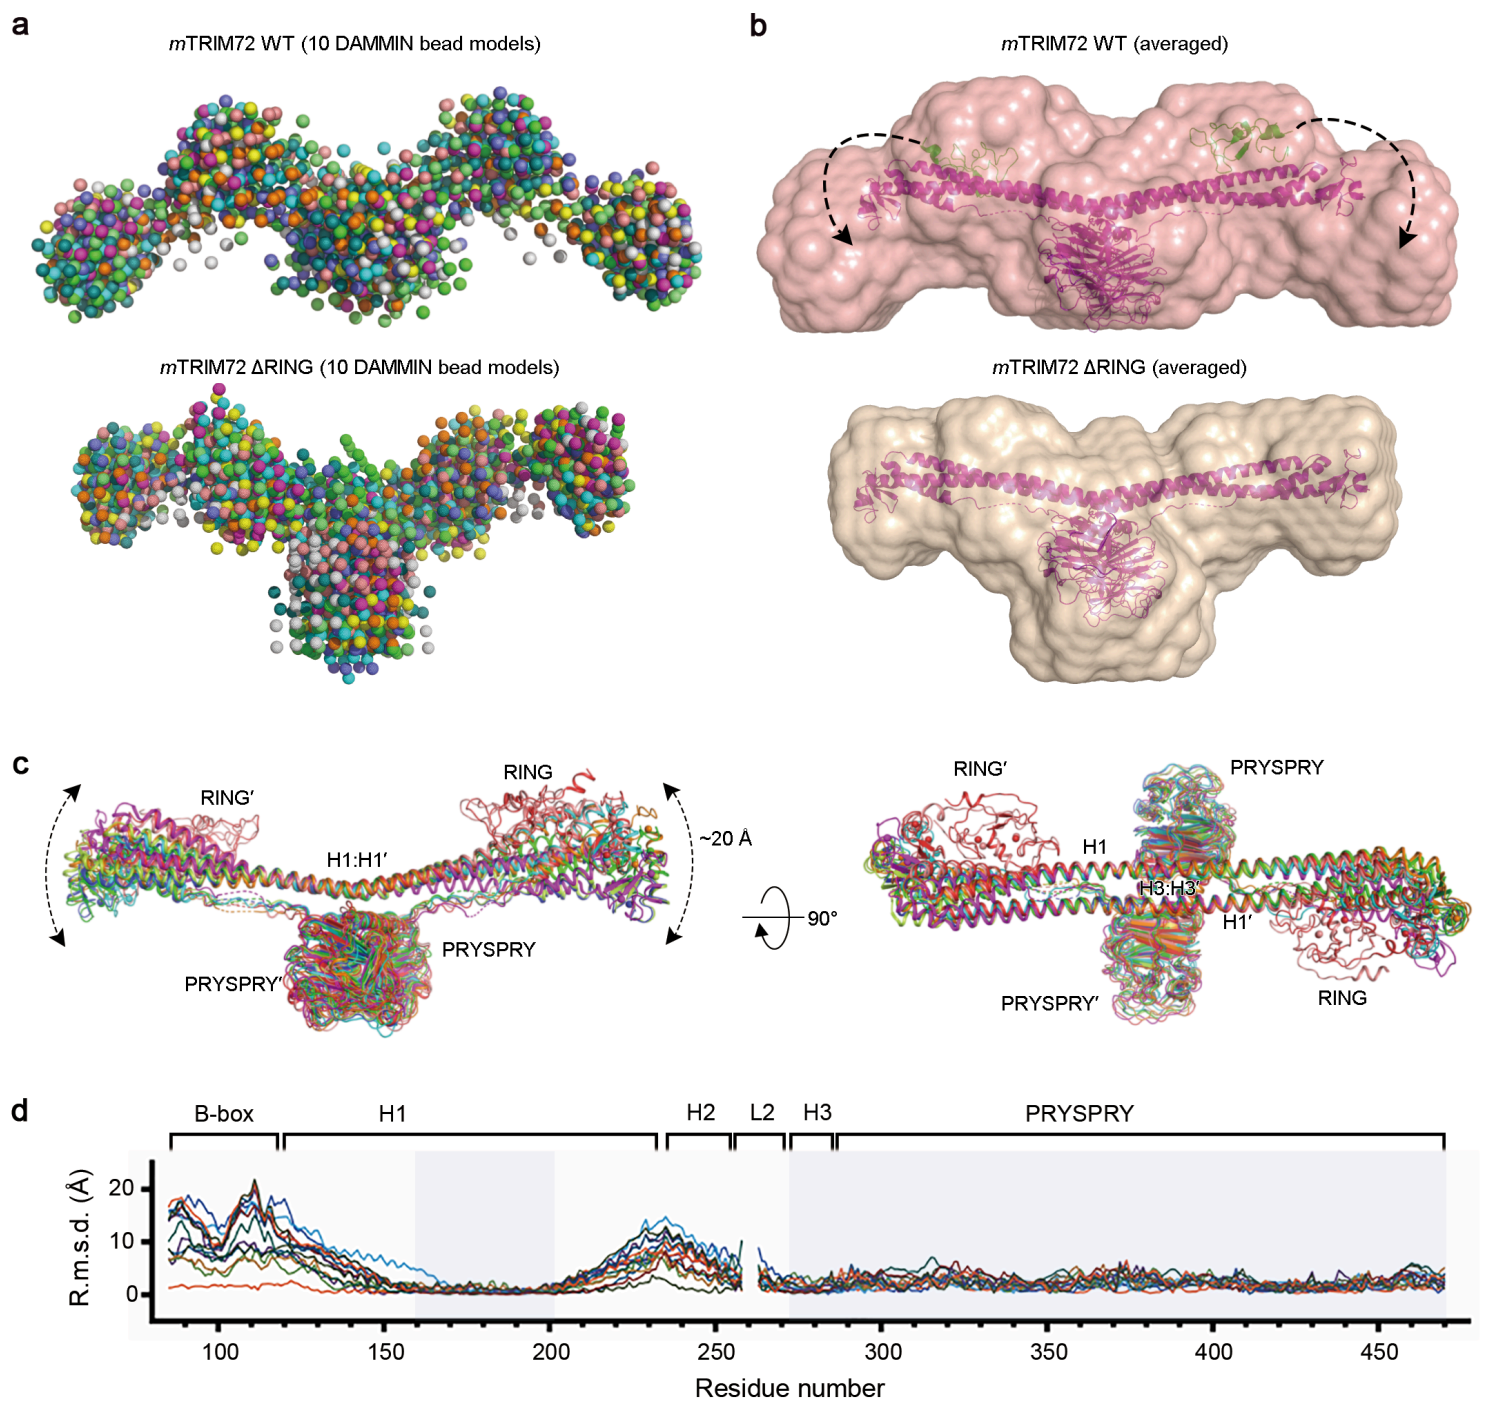 a
mTRIM72 WT (10 DAMMIN bead models)
b
mTRIM72 WT (averaged)
mTRIM72 ΔRING (10 DAMMIN bead models)
mTRIM72 ΔRING (averaged)
c
RING′
RING
H1:H1′
~20 Å
PRYSPRY
PRYSPRY′
90°
RING′
PRYSPRY
H1
H3:H3′
H1′
PRYSPRY′
RING
d
B-box
H1
H2
L2
H3
PRYSPRY
R.m.s.d. (Å)
20
10
0
100
150
200
250
300
350
400
450
Residue number